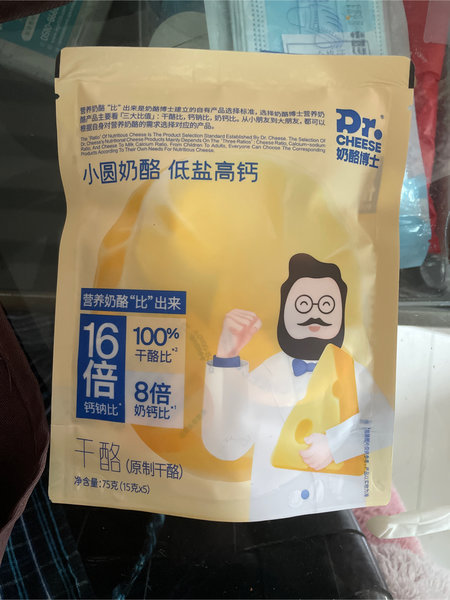 营养奶酪“比”出来是奶酪博士建立的自有产品选择标准，选择奶酪博士营养奶
酪产品主要看「三大比值」：干酪比，钙钠比，奶钙比。从小朋友到大朋友，都可以
根据自身对营养奶酪的需求选择对应的产品。
The "Ratio" Of Nutritious Cheese Is The Product Selection Standard Established By Dr. Cheese. The Selection Of
Dr. Cheese's Nutritional Cheese Products Mainly Depends On The "Three Ratios": Cheese Ratio, Calcium-sodium
Ratio, And Cheese To Milk Calcium Ratio. From Children To Adults, Everyone Can Choose The Corresponding
Products According To Their Own Needs For Nutritious Cheese.
Dr.
CHEESE
奶酪博士
小圆奶酪 低盐高钙
营养奶酪“比”出来
16倍
钙钠比*
100%
干酪比*²
8倍
奶钙比*¹
干酪(原制干酪)
净含量:75克(15克x5)